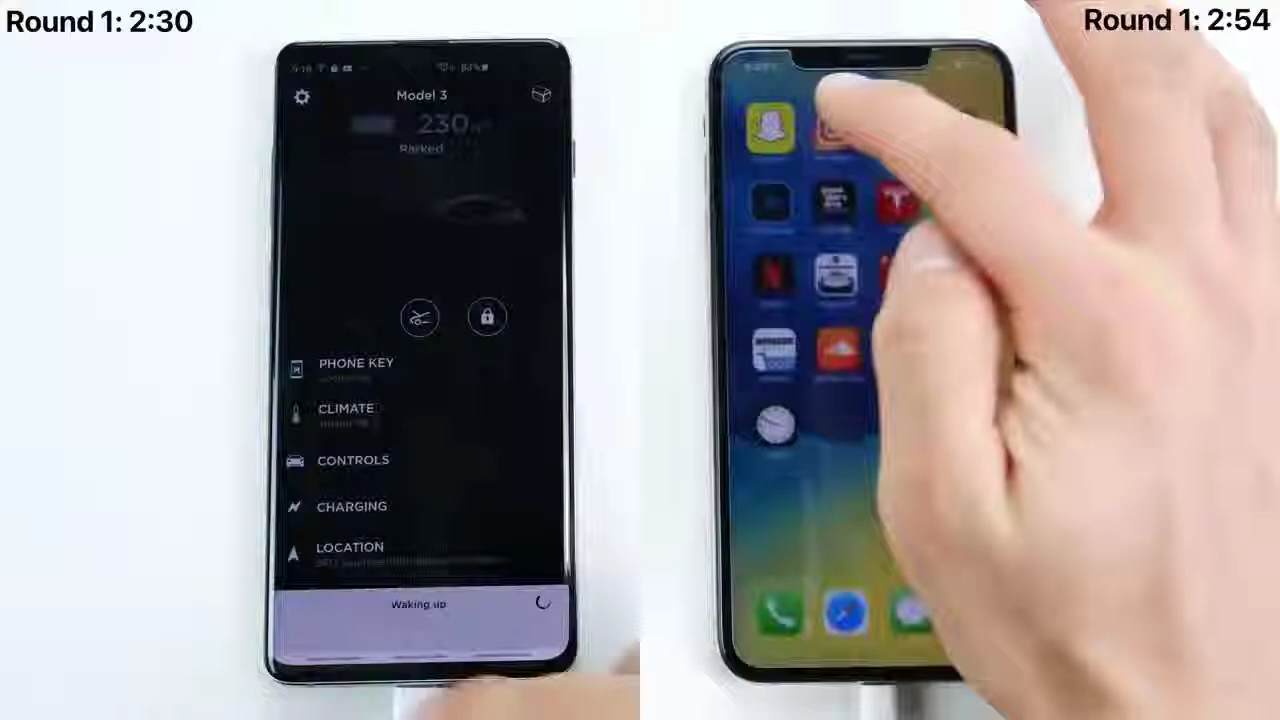 Round 1: 2:30
Round 1: 2:54
Model 3
230
Parked
PHONE KEY
CLIMATE
CONTROLS
CHARGING
LOCATION
Waking up